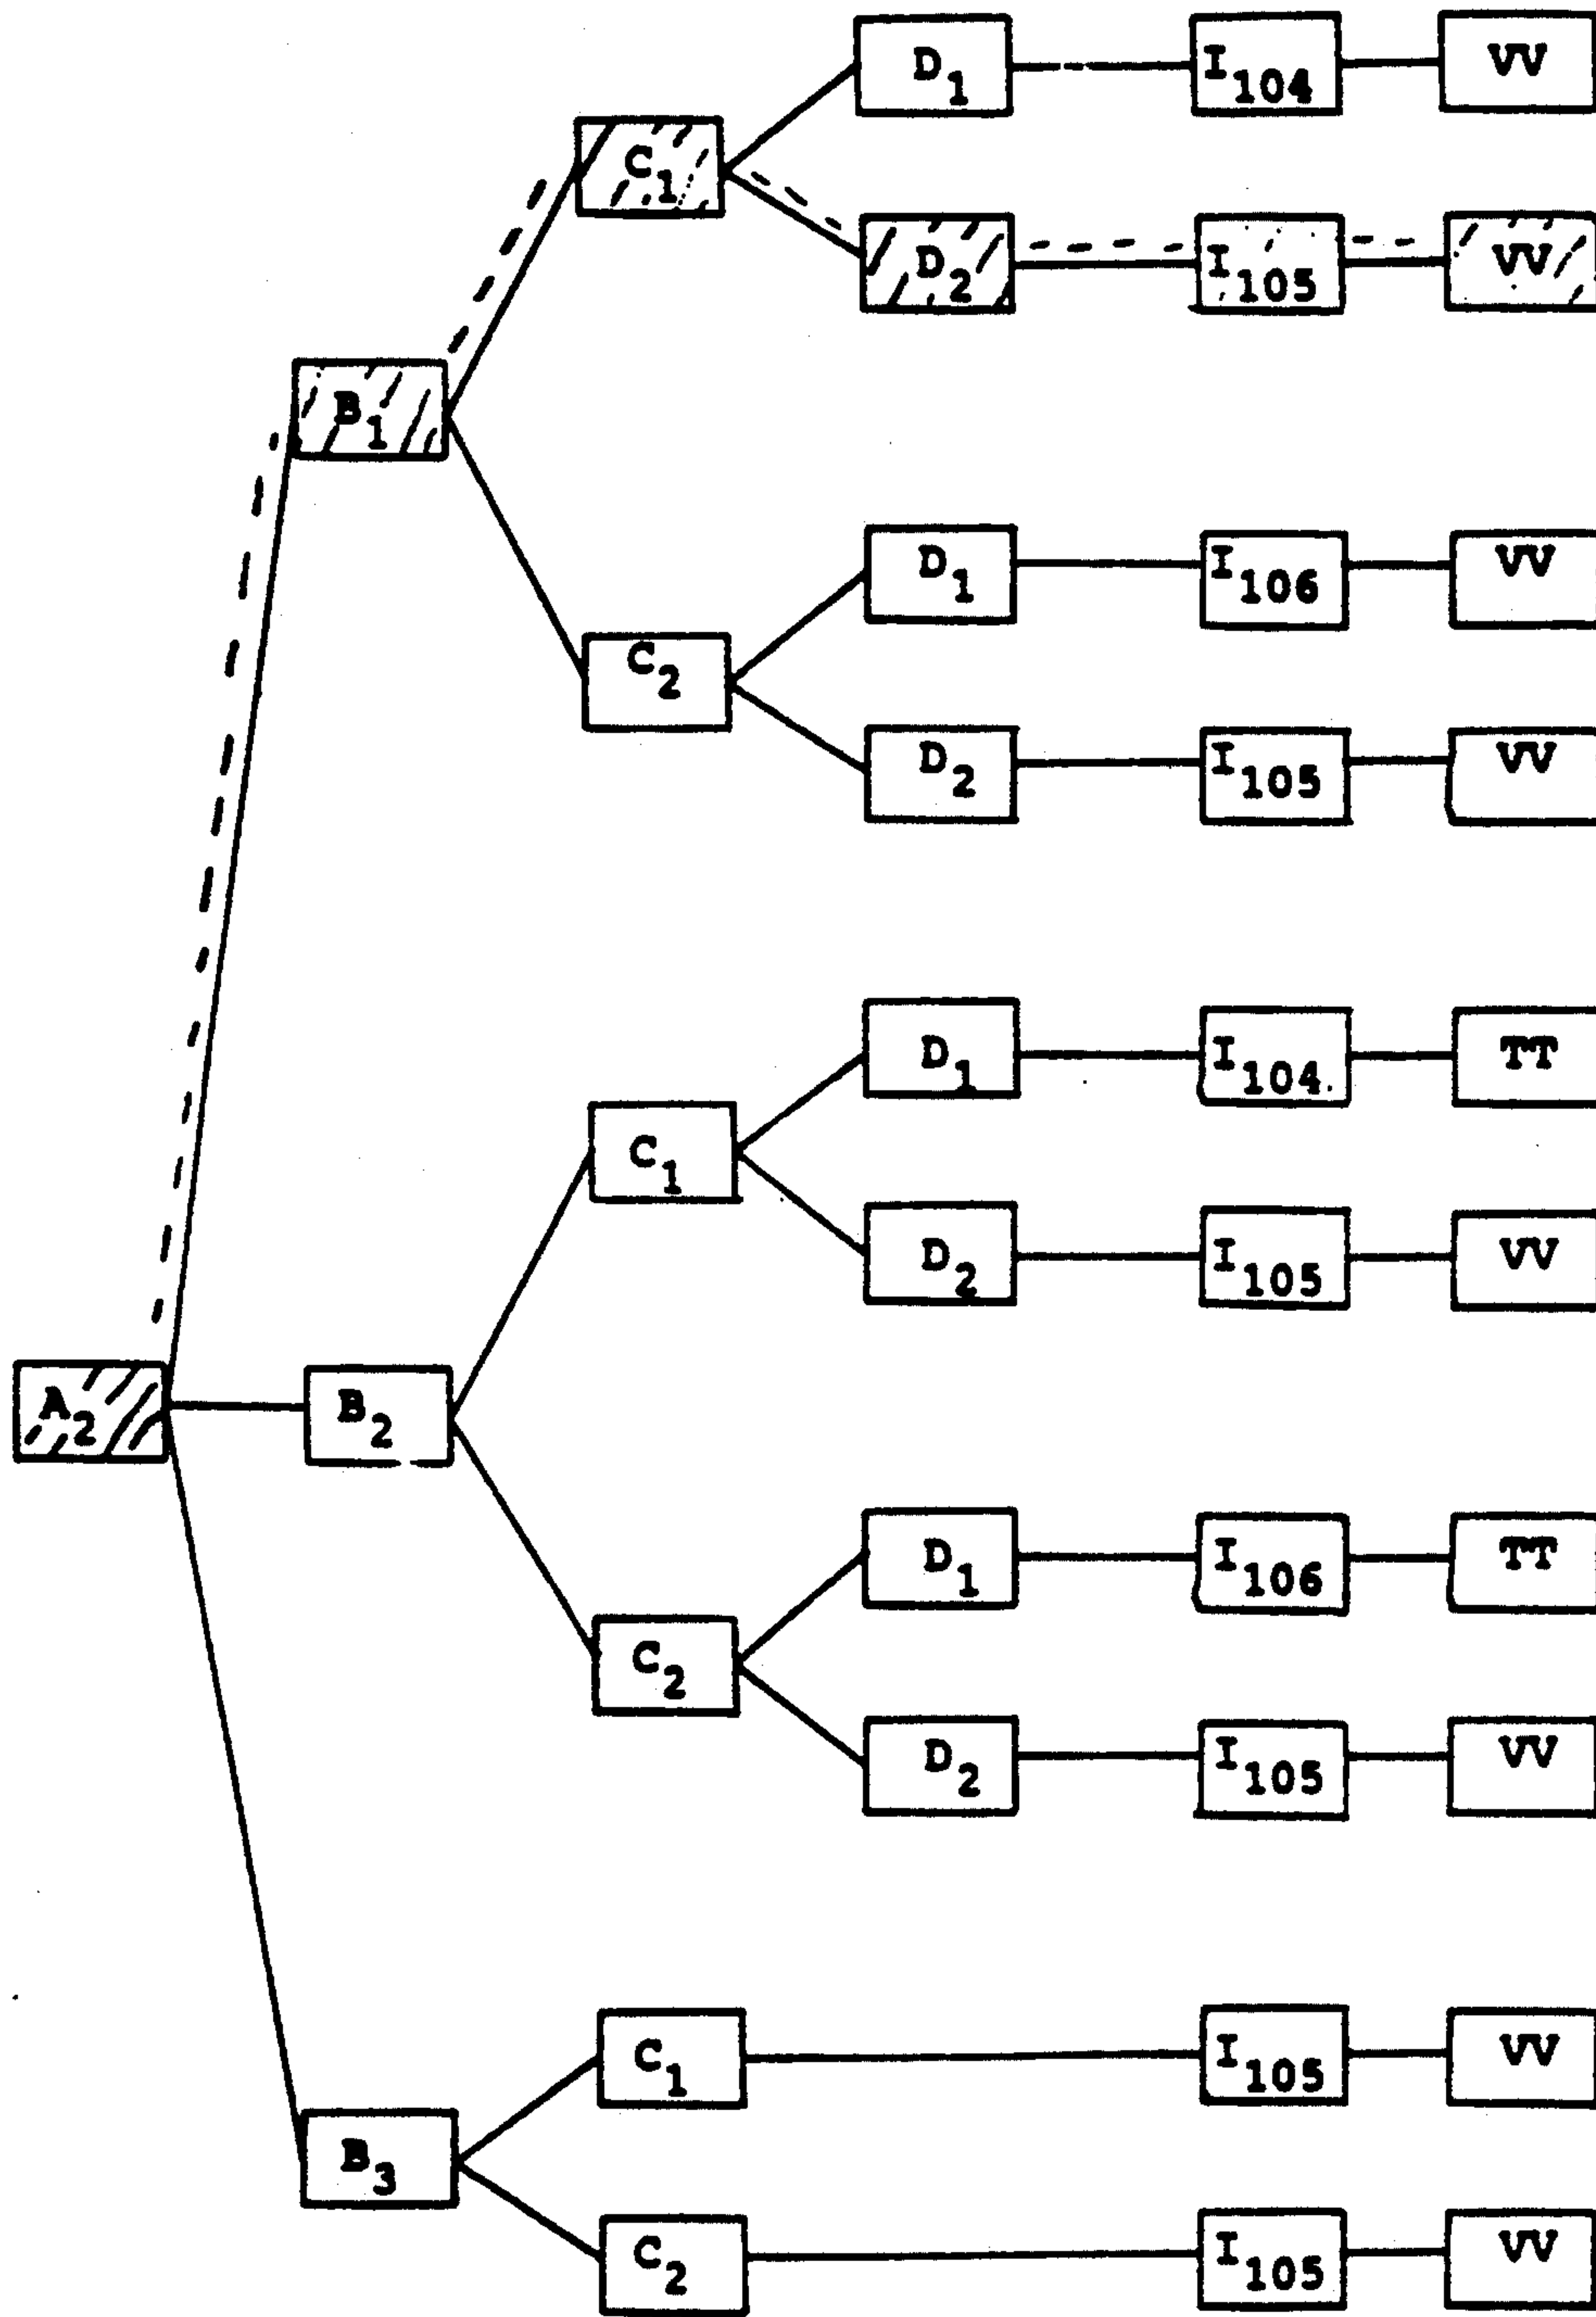 D₁ I₁₀₄ VV
C₁
D₂ I₁₀₅ VV
B₁
D₁ I₁₀₆ VV
C₂
D₂ I₁₀₅ VV
D₁ I₁₀₄ TT
C₁
D₂ I₁₀₅ VV
A₂ B₂
D₁ I₁₀₆ TT
C₂
D₂ I₁₀₅ VV
C₁ I₁₀₅ VV
B₃
C₂ I₁₀₅ VV